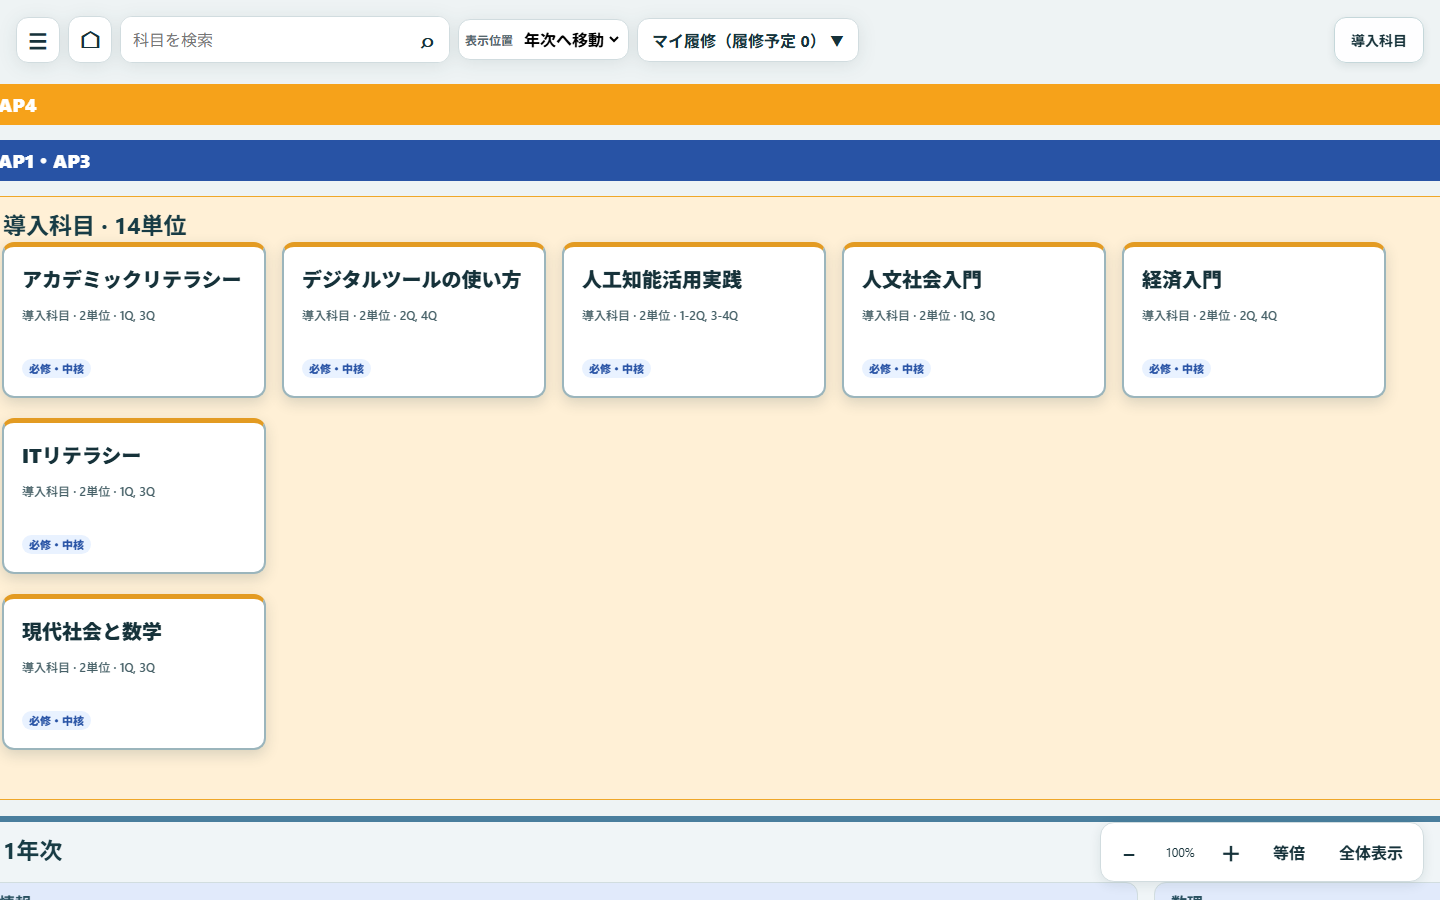 科目を検索
表示位置 年次へ移動
マイ履修（履修予定 0） ▼
導入科目
AP4
AP1・AP3
導入科目 · 14単位
アカデミックリテラシー
導入科目 · 2単位 · 1Q, 3Q
必修・中核
デジタルツールの使い方
導入科目 · 2単位 · 2Q, 4Q
必修・中核
人工知能活用実践
導入科目 · 2単位 · 1-2Q, 3-4Q
必修・中核
人文社会入門
導入科目 · 2単位 · 1Q, 3Q
必修・中核
経済入門
導入科目 · 2単位 · 2Q, 4Q
必修・中核
ITリテラシー
導入科目 · 2単位 · 1Q, 3Q
必修・中核
現代社会と数学
導入科目 · 2単位 · 1Q, 3Q
必修・中核
1年次
− 100% + 等倍 全体表示
情報
数理